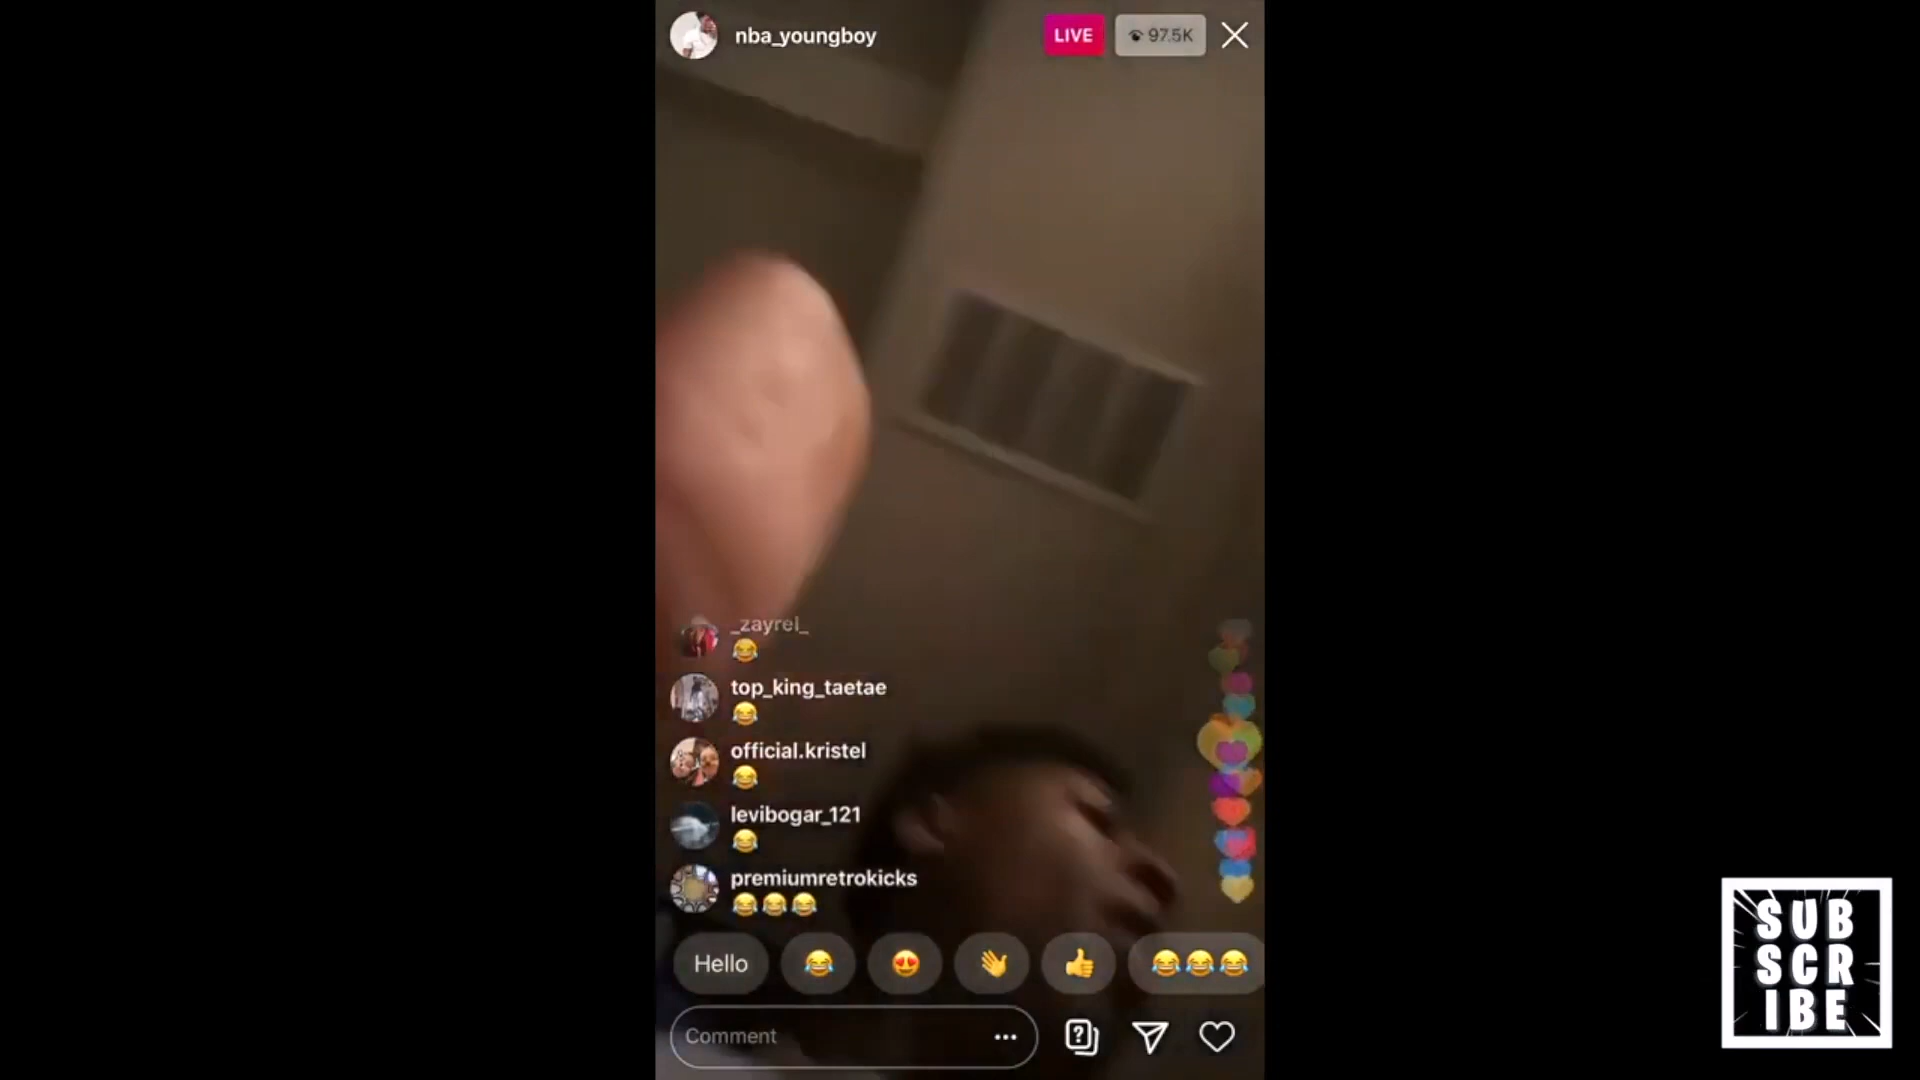 nba_youngboy
LIVE
97.5K
_zayrel_
😂
top_king_taetae
😂
official.kristel
😂
levibogar_121
😂
premiumretrokicks
😂😂😂
Hello 😂 😍 👋 👍 😂😂😂
Comment
SUB
SCR
IBE